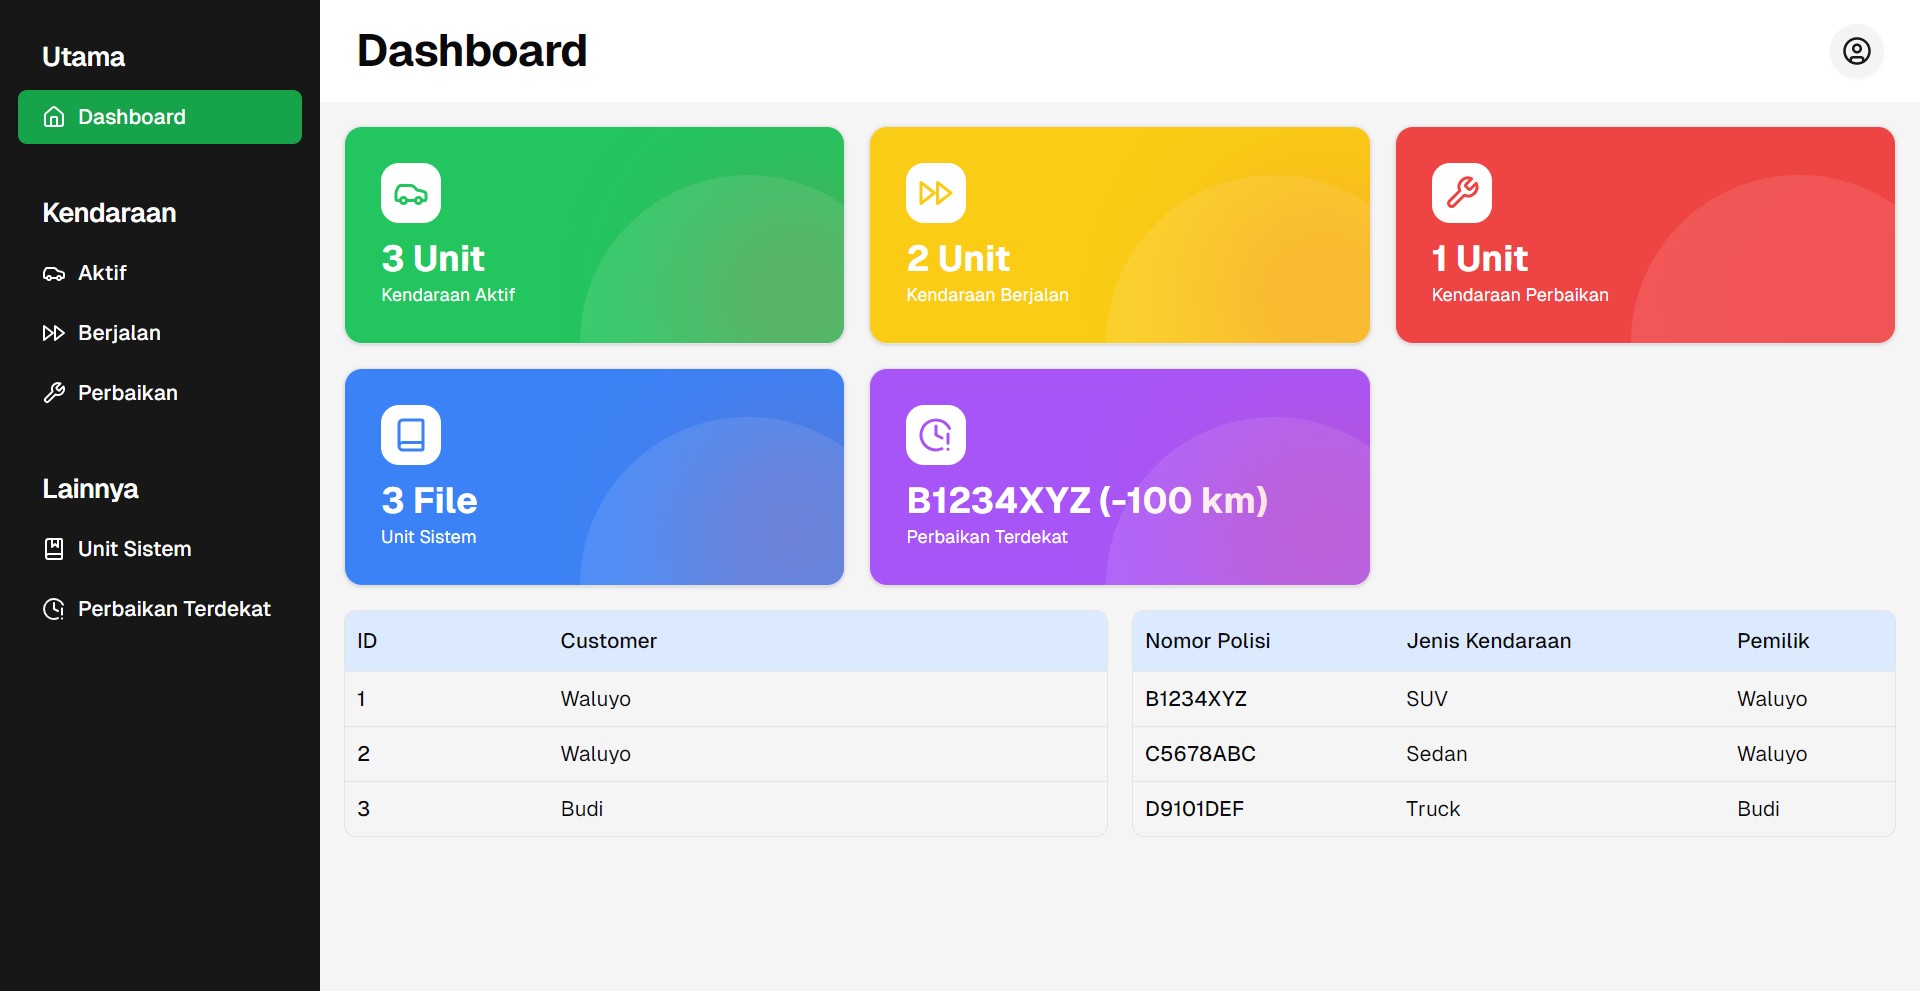 Utama
Dashboard
Kendaraan
Aktif
Berjalan
Perbaikan
Lainnya
Unit Sistem
Perbaikan Terdekat
Dashboard
3 Unit
Kendaraan Aktif
2 Unit
Kendaraan Berjalan
1 Unit
Kendaraan Perbaikan
3 File
Unit Sistem
B1234XYZ (-100 km)
Perbaikan Terdekat
ID Customer
1 Waluyo
2 Waluyo
3 Budi
Nomor Polisi Jenis Kendaraan Pemilik
B1234XYZ SUV Waluyo
C5678ABC Sedan Waluyo
D9101DEF Truck Budi